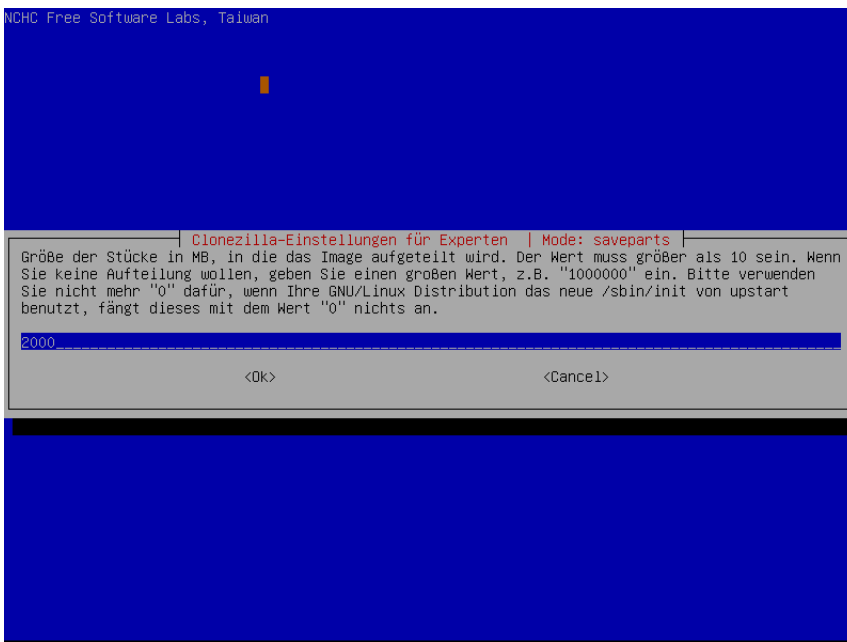 NCHC Free Software Labs, Taiwan
Clonezilla-Einstellungen für Experten | Mode: saveparts
Größe der Stücke in MB, in die das Image aufgeteilt wird. Der Wert muss größer als 10 sein. Wenn
Sie keine Aufteilung wollen, geben Sie einen großen Wert, z.B. "1000000" ein. Bitte verwenden
Sie nicht mehr "0" dafür, wenn Ihre GNU/Linux Distribution das neue /sbin/init von upstart
benutzt, fängt dieses mit dem Wert "0" nichts an.
2000
<Ok> <Cancel>